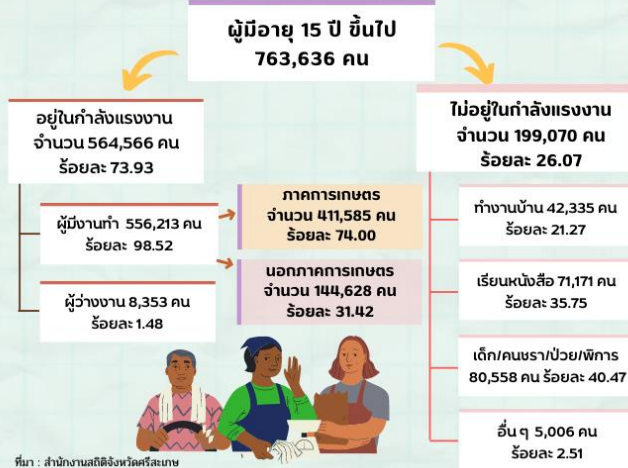 ผู้มีอายุ 15 ปี ขึ้นไป
763,636 คน
อยู่ในกำลังแรงงาน
จำนวน 564,566 คน
ร้อยละ 73.93
ผู้มีงานทำ 556,213 คน
ร้อยละ 98.52
ผู้ว่างงาน 8,353 คน
ร้อยละ 1.48
ภาคการเกษตร
จำนวน 411,585 คน
ร้อยละ 74.00
นอกภาคการเกษตร
จำนวน 144,628 คน
ร้อยละ 31.42
ไม่อยู่ในกำลังแรงงาน
จำนวน 199,070 คน
ร้อยละ 26.07
ทำงานบ้าน 42,335 คน
ร้อยละ 21.27
เรียนหนังสือ 71,171 คน
ร้อยละ 35.75
เด็ก/คนชรา/ป่วย/พิการ
80,558 คน ร้อยละ 40.47
อื่น ๆ 5,006 คน
ร้อยละ 2.51
ที่มา : สำนักงานสถิติจังหวัดศรีสะเกษ